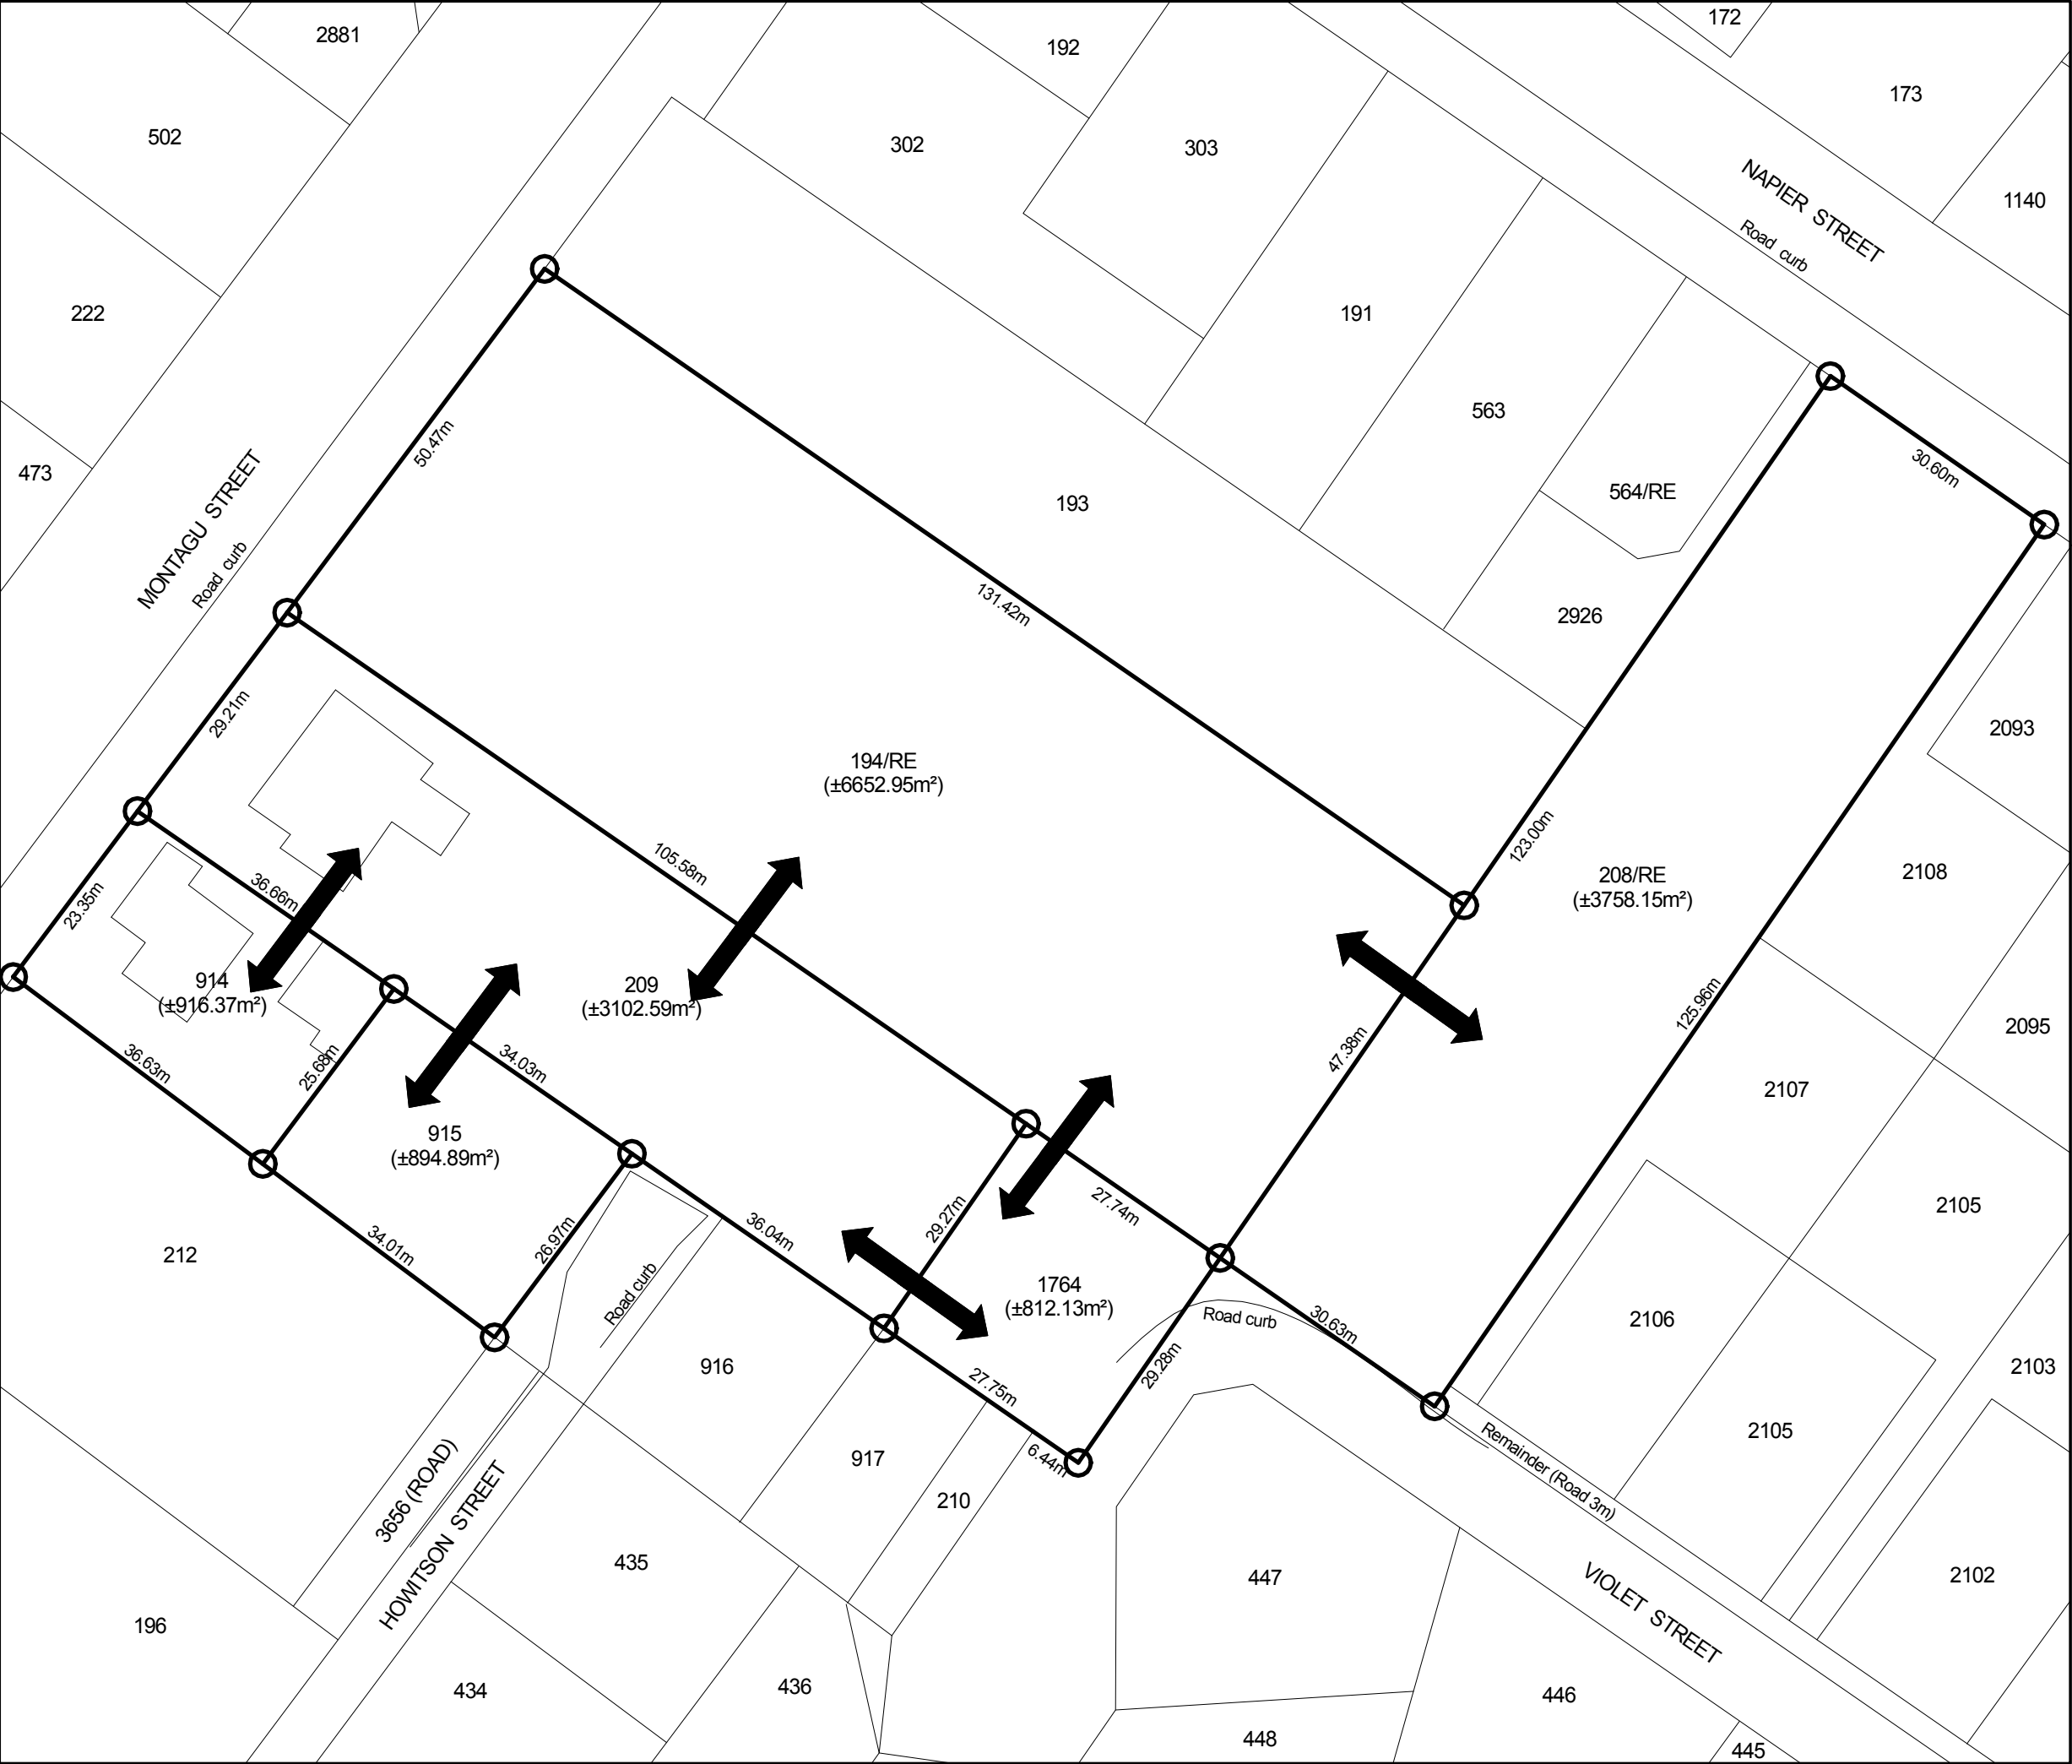 2881
192
172
173
502
302
303
1140
NAPIER STREET
Road curb
222
191
563
473
50.47m
193
564/RE
30.60m
MONTAGU STREET
Road curb
131.42m
2926
29.21m
2093
194/RE
(±6652.95m²)
123.00m
105.58m
208/RE
(±3758.15m²)
2108
36.66m
23.35m
914
(±916.37m²)
209
(±3102.59m²)
125.96m
2095
47.38m
36.63m
25.68m
34.03m
2107
915
(±894.89m²)
27.74m
29.27m
2105
36.04m
26.97m
34.01m
212
Road curb
1764
(±812.13m²)
Road curb
30.63m
2106
29.28m
916
27.75m
2103
2105
6.44m
917
Remainder (Road 3m)
210
3656 (ROAD)
HOWITSON STREET
435
447
2102
VIOLET STREET
196
434
436
446
448
445